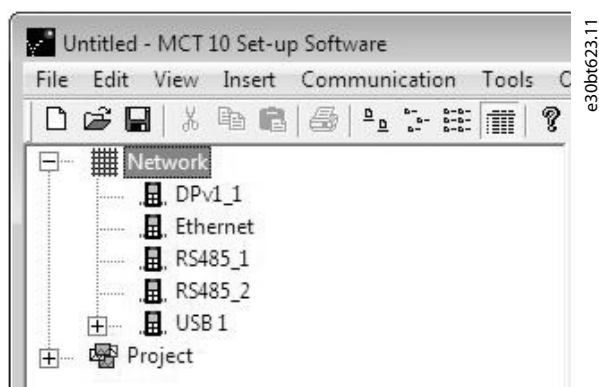 Untitled - MCT 10 Set-up Software
File Edit View Insert Communication Tools O
Network
DPv1_1
Ethernet
RS485_1
RS485_2
USB 1
Project
e30bt623.11